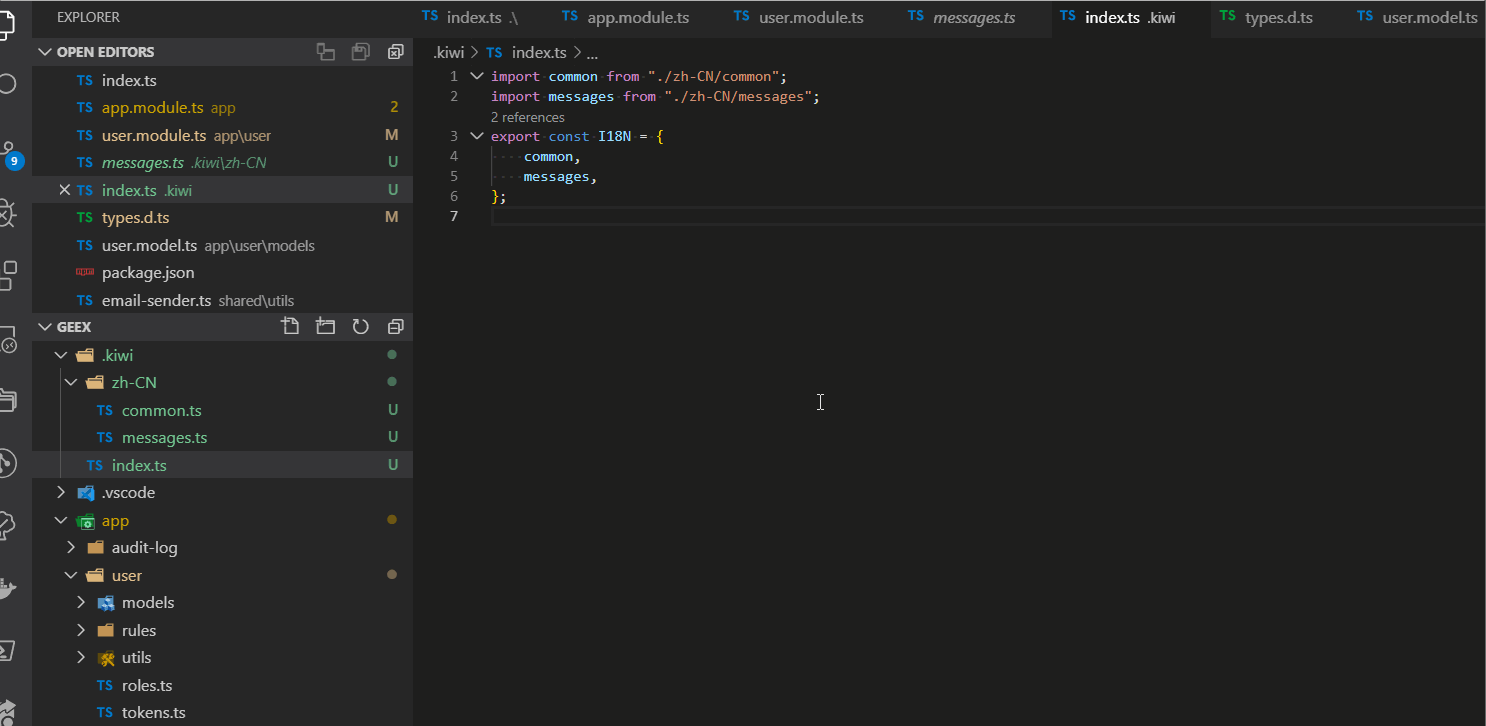 EXPLORER
OPEN EDITORS
TS index.ts
TS app.module.ts app 2
TS user.module.ts app\user M
TS messages.ts .kiwi\zh-CN U
TS index.ts .kiwi U
TS types.d.ts M
TS user.model.ts app\user\models
package.json
TS email-sender.ts shared\utils
GEEX
.kiwi
zh-CN
TS common.ts U
TS messages.ts U
TS index.ts U
.vscode
app
audit-log
user
models
rules
utils
TS roles.ts
TS tokens.ts
9
TS index.ts .\ TS app.module.ts TS user.module.ts TS messages.ts TS index.ts .kiwi TS types.d.ts TS user.model.ts
.kiwi > TS index.ts > ...
1 import common from "./zh-CN/common";
2 import messages from "./zh-CN/messages";
2 references
3 export const I18N = {
4 common,
5 messages,
6 };
7